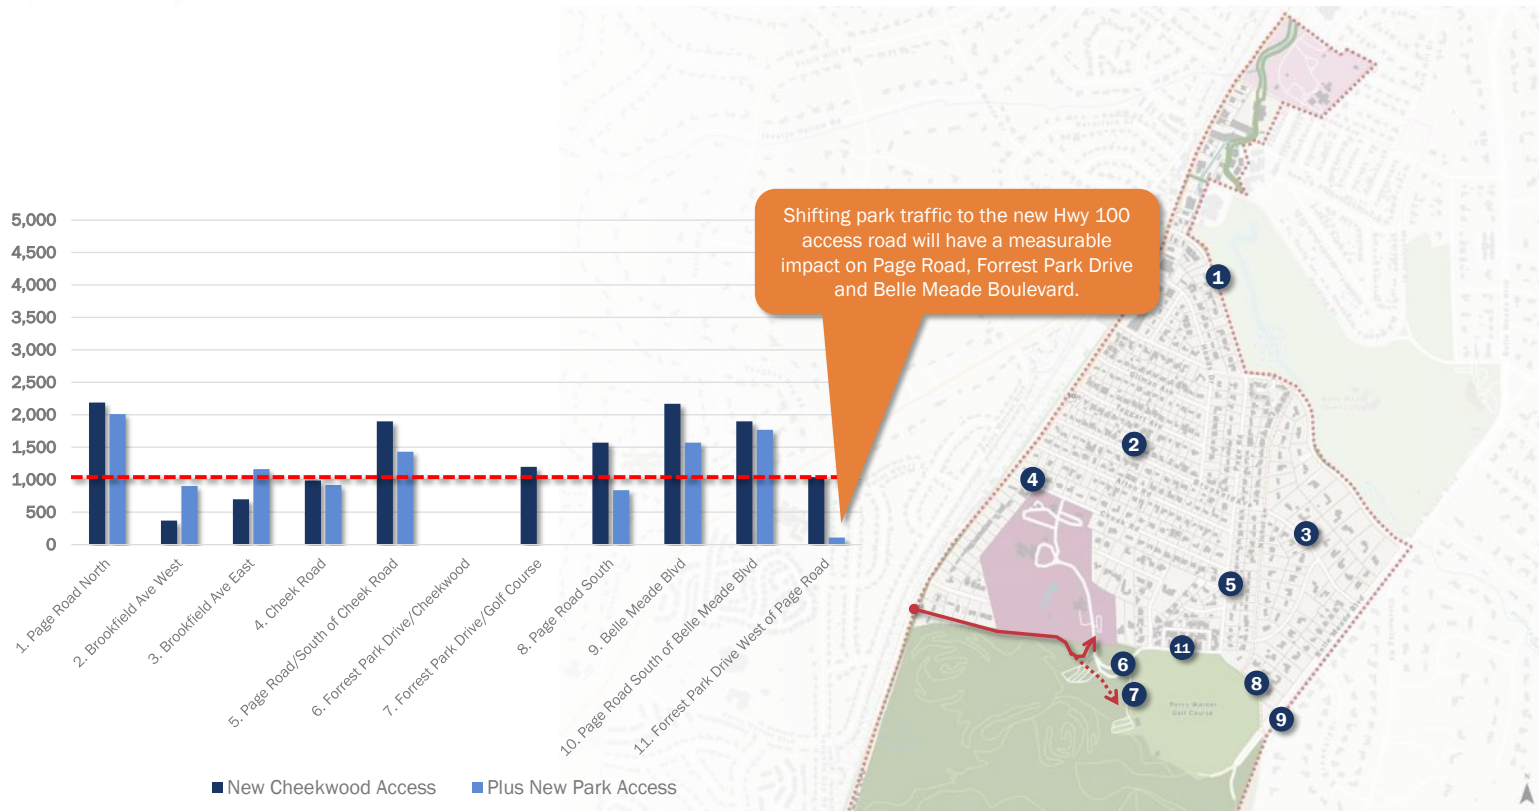 Shifting park traffic to the new Hwy 100
access road will have a measurable
impact on Page Road, Forrest Park Drive
and Belle Meade Boulevard.
5,000
4,500
4,000
3,500
3,000
2,500
2,000
1,500
1,000
500
0
1. Page Road North
2. Brookfield Ave West
3. Brookfield Ave East
4. Cheek Road
5. Page Road/South of Cheek Road
6. Forrest Park Drive/Cheekwood
7. Forrest Park Drive/Golf Course
8. Page Road South
9. Belle Meade Blvd
10. Page Road South of Belle Meade Blvd
11. Forrest Park Drive West of Page Road
New Cheekwood Access
Plus New Park Access
1
2
4
3
5
11
6
8
7
9
Percy Warner
Golf Course